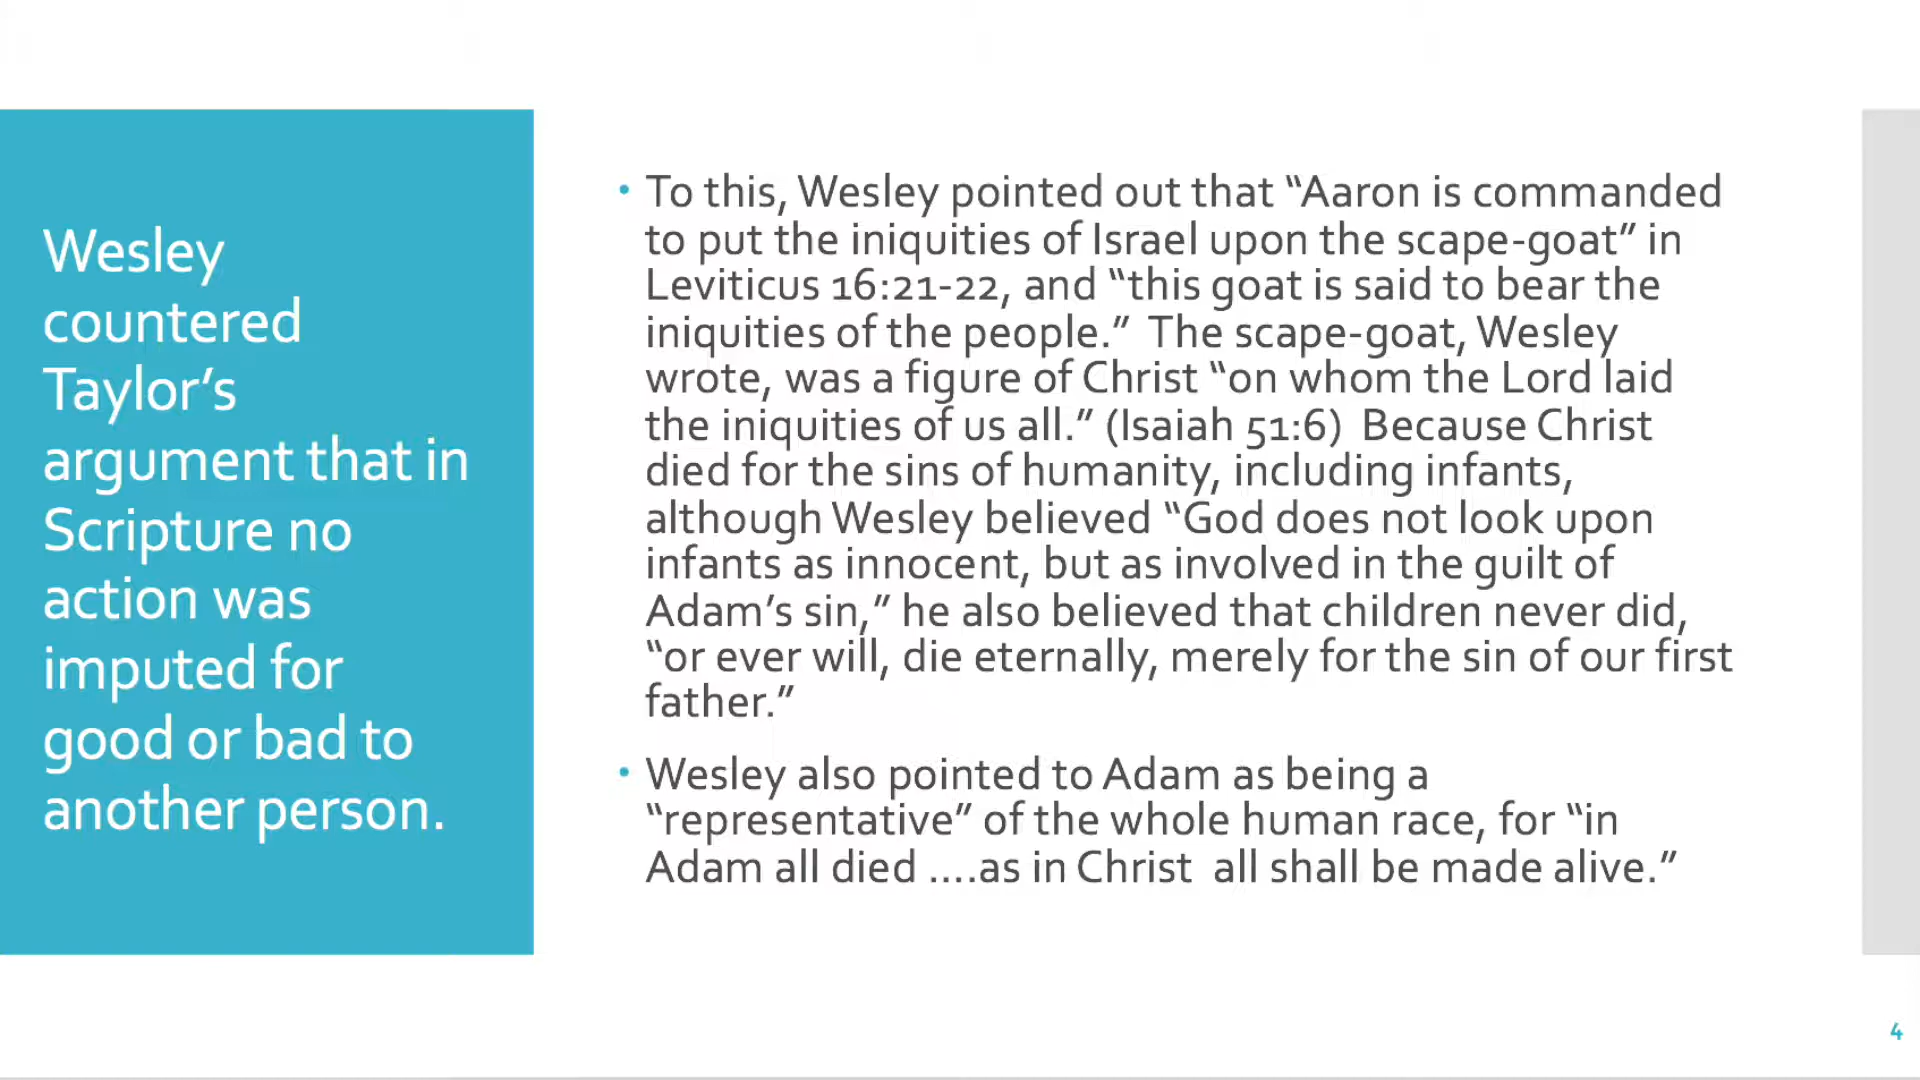 Wesley
countered
Taylor’s
argument that in
Scripture no
action was
imputed for
good or bad to
another person.
• To this, Wesley pointed out that “Aaron is commanded
to put the iniquities of Israel upon the scape-goat” in
Leviticus 16:21-22, and “this goat is said to bear the
iniquities of the people.” The scape-goat, Wesley
wrote, was a figure of Christ “on whom the Lord laid
the iniquities of us all.” (Isaiah 51:6) Because Christ
died for the sins of humanity, including infants,
although Wesley believed “God does not look upon
infants as innocent, but as involved in the guilt of
Adam’s sin,” he also believed that children never did,
“or ever will, die eternally, merely for the sin of our first
father.”
• Wesley also pointed to Adam as being a
“representative” of the whole human race, for “in
Adam all died ….as in Christ all shall be made alive.”
4